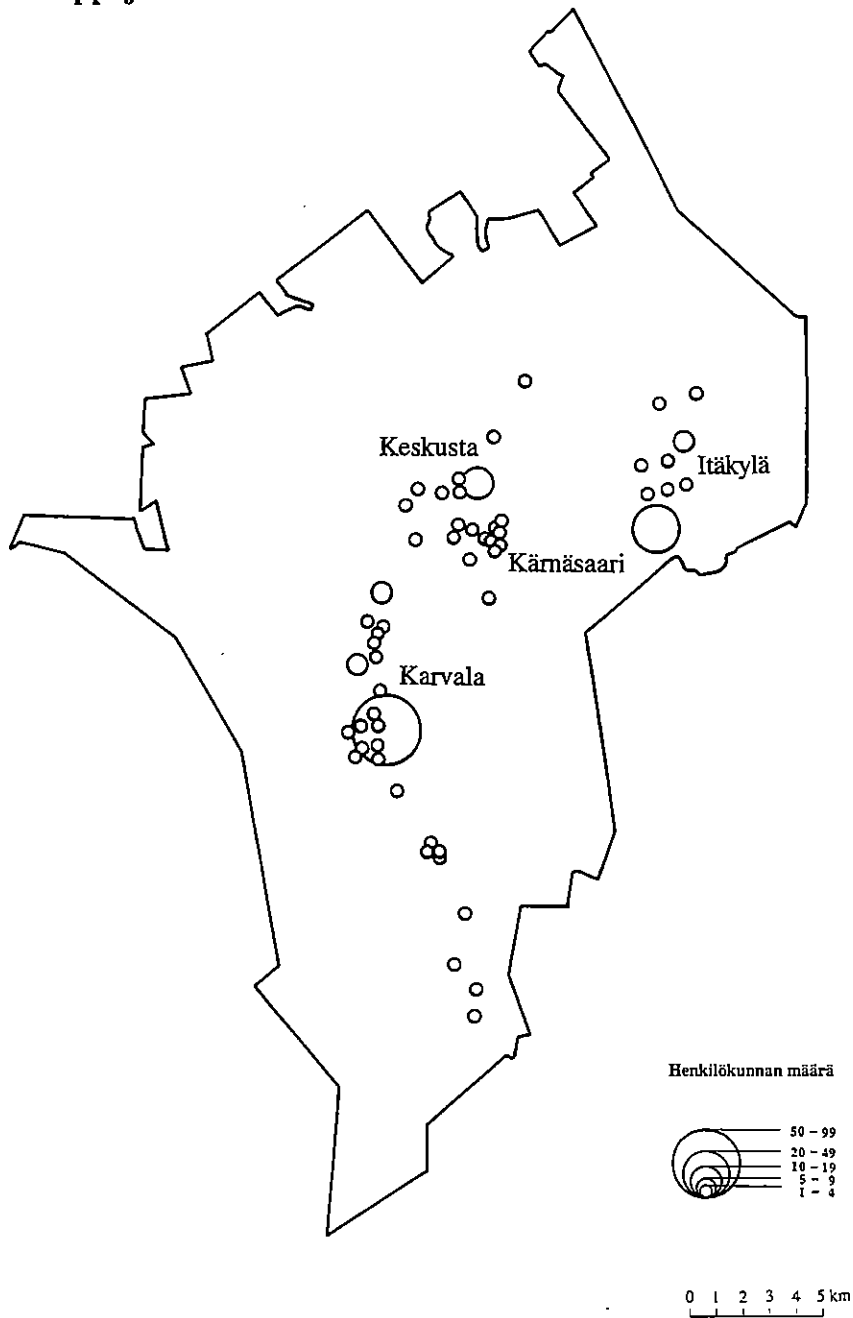 Keskusta
Itäkylä
Kärnäsaari
Karvala
Henkilökunnan määrä
50 – 99
20 – 49
10 – 19
5 – 9
1 – 4
0 1 2 3 4 5 km